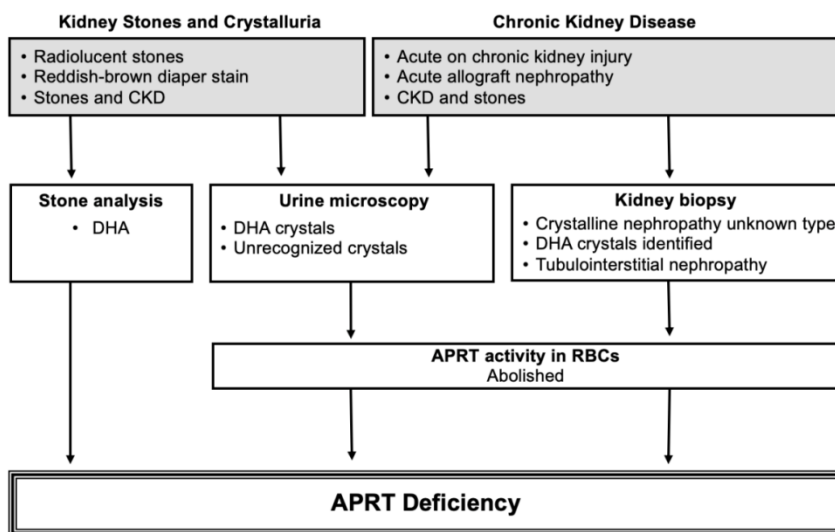 Kidney Stones and Crystalluria
• Radiolucent stones
• Reddish-brown diaper stain
• Stones and CKD
Chronic Kidney Disease
• Acute on chronic kidney injury
• Acute allograft nephropathy
• CKD and stones
Stone analysis
• DHA
Urine microscopy
• DHA crystals
• Unrecognized crystals
Kidney biopsy
• Crystalline nephropathy unknown type
• DHA crystals identified
• Tubulointerstitial nephropathy
APRT activity in RBCs
Abolished
APRT Deficiency